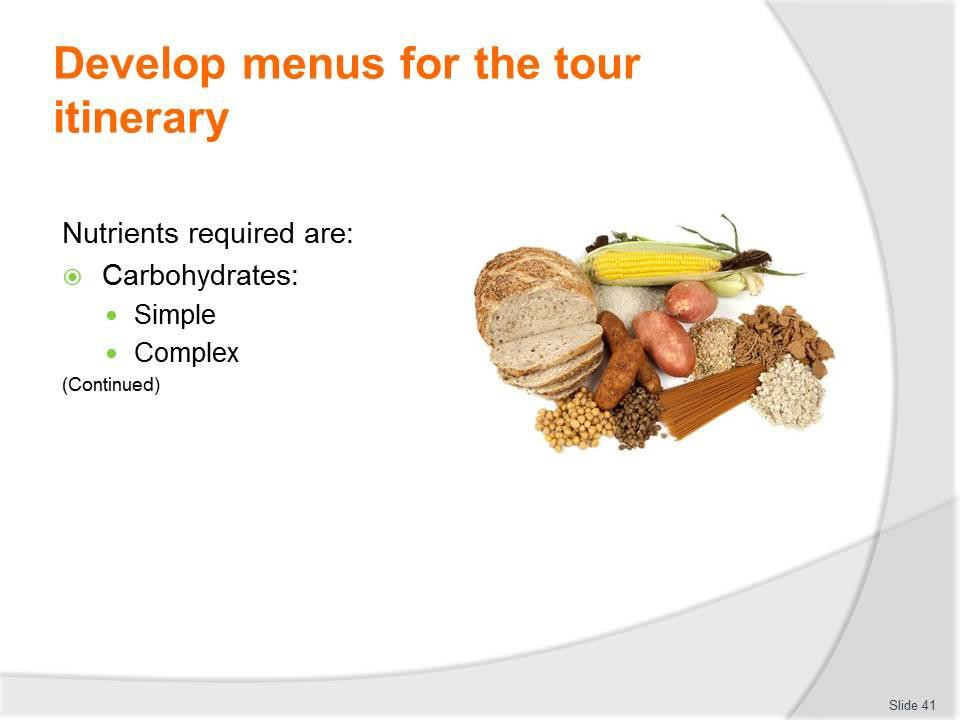 Develop menus for the tour
itinerary
Nutrients required are:
Carbohydrates:
Simple
Complex
(Continued)
Slide 41